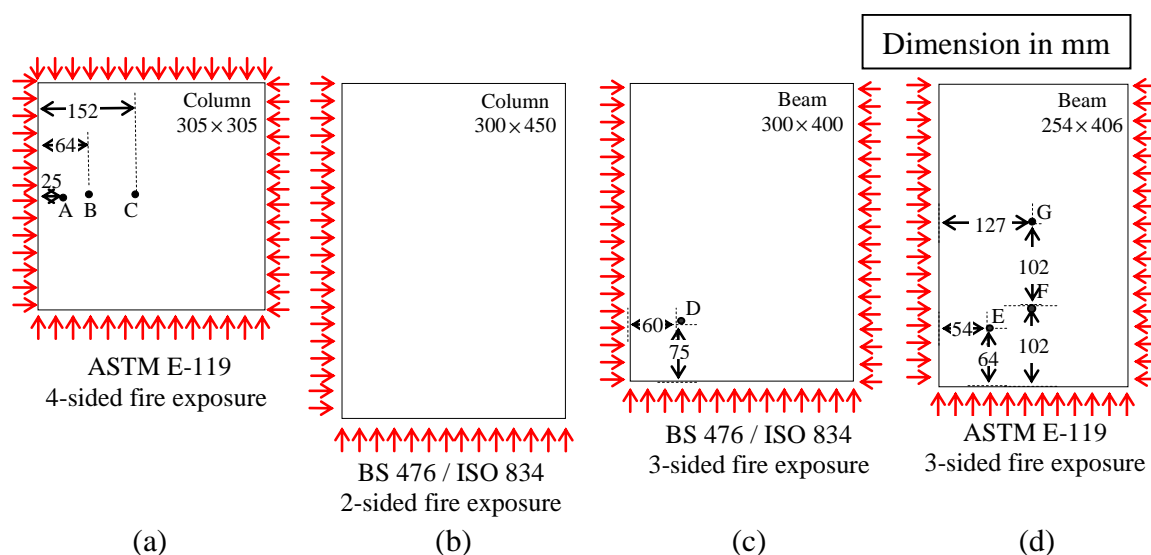 Dimension in mm
Column
305×305
152
64
25
A
B
C
ASTM E-119
4-sided fire exposure
(a)
Column
300×450
BS 476 / ISO 834
2-sided fire exposure
(b)
Beam
300×400
D
60
75
BS 476 / ISO 834
3-sided fire exposure
(c)
Beam
254×406
G
127
102
F
E
54
64
102
ASTM E-119
3-sided fire exposure
(d)